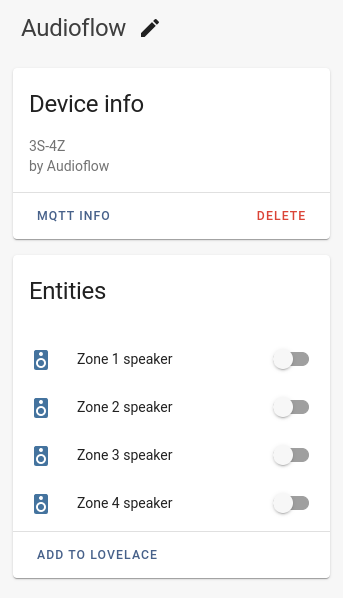 Audioflow
Device info
3S-4Z
by Audioflow
MQTT INFO
DELETE
Entities
Zone 1 speaker
Zone 2 speaker
Zone 3 speaker
Zone 4 speaker
ADD TO LOVELACE